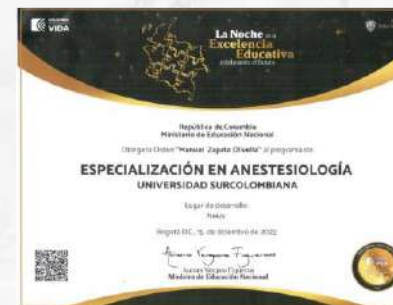 COLOMBIA
VIDA
La Noche de la
Excelencia
Educativa
República de Colombia
Ministerio de Educación Nacional
Otorga la Orden "Manuel Zapata Olivella" al programa de:
ESPECIALIZACIÓN EN ANESTESIOLOGÍA
UNIVERSIDAD SURCOLOMBIANA
Lugar de desarrollo:
Neiva
Bogotá D.C., 15, de diciembre de 2022
Aurora Vergara Figueroa
Ministra de Educación Nacional